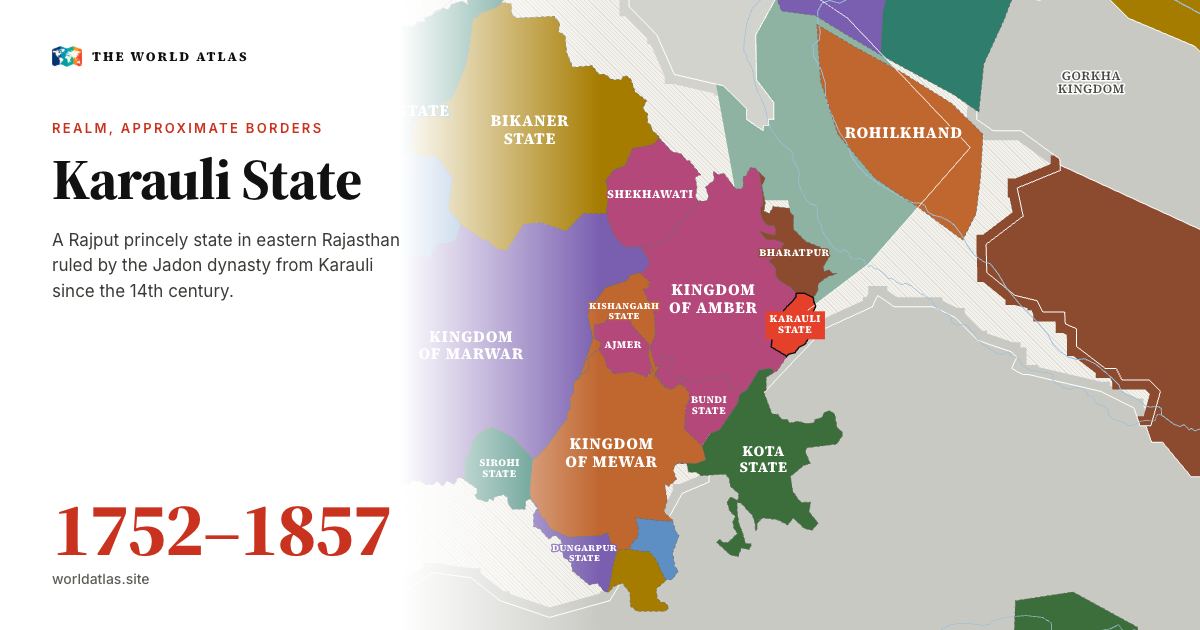 THE WORLD ATLAS
REALM, APPROXIMATE BORDERS
Karauli State
A Rajput princely state in eastern Rajasthan
ruled by the Jadon dynasty from Karauli
since the 14th century.
1752–1857
worldatlas.site
STATE
BIKANER
STATE
SHEKHAWATI
ROHILKHAND
GORKHA
KINGDOM
BHARATPUR
KINGDOM
OF AMBER
KISHANGARH
STATE
KARAULI
STATE
AJMER
KINGDOM
OF MARWAR
BUNDI
STATE
KINGDOM
OF MEWAR
KOTA
STATE
SIROHI
STATE
DUNGARPUR
STATE